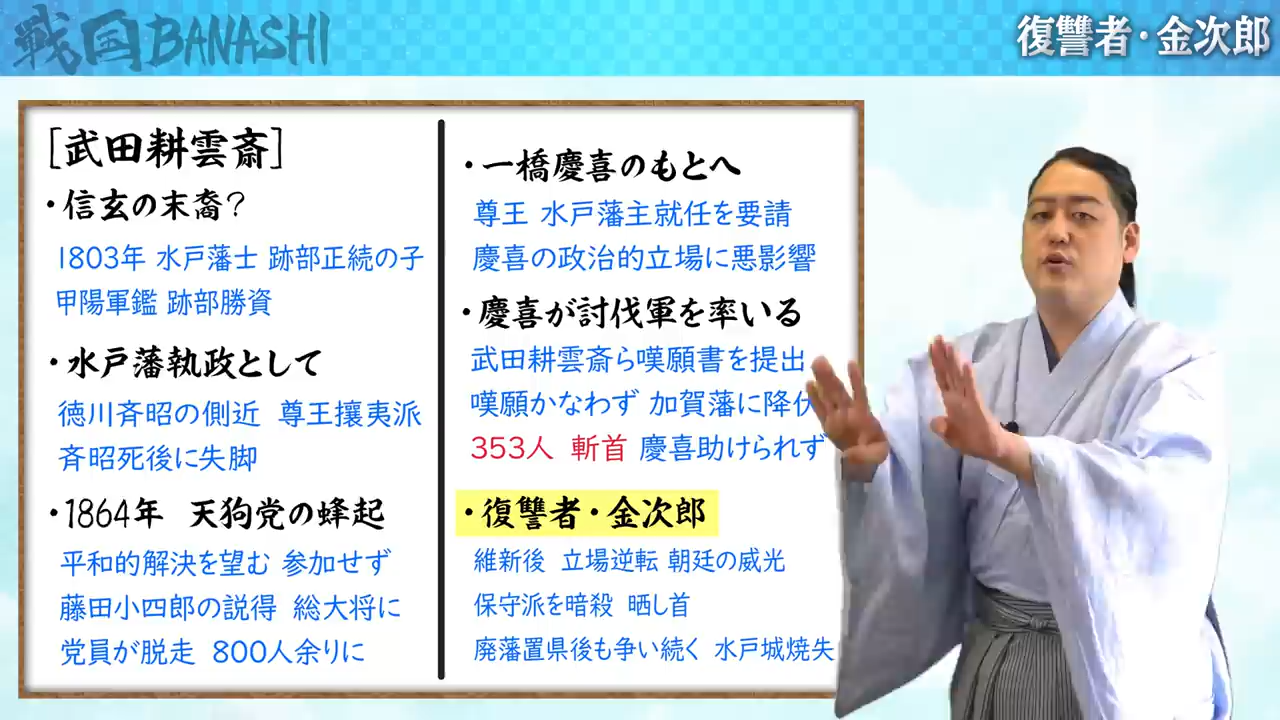 戦国BANASHI
復讐者・金次郎
[武田耕雲斎]
・信玄の末裔?
1803年 水戸藩士 跡部正続の子
甲陽軍鑑 跡部勝資
・水戸藩執政として
徳川斉昭の側近 尊王攘夷派
斉昭死後に失脚
・1864年 天狗党の蜂起
平和的解決を望む 参加せず
藤田小四郎の説得 総大将に
党員が脱走 800人余りに
・一橋慶喜のもとへ
尊王 水戸藩主就任を要請
慶喜の政治的立場に悪影響
・慶喜が討伐軍を率いる
武田耕雲斎ら嘆願書を提出
嘆願かなわず 加賀藩に降伏
353人 斬首 慶喜助けられず
・復讐者・金次郎
維新後 立場逆転 朝廷の威光
保守派を暗殺 晒し首
廃藩置県後も争い続く 水戸城焼失